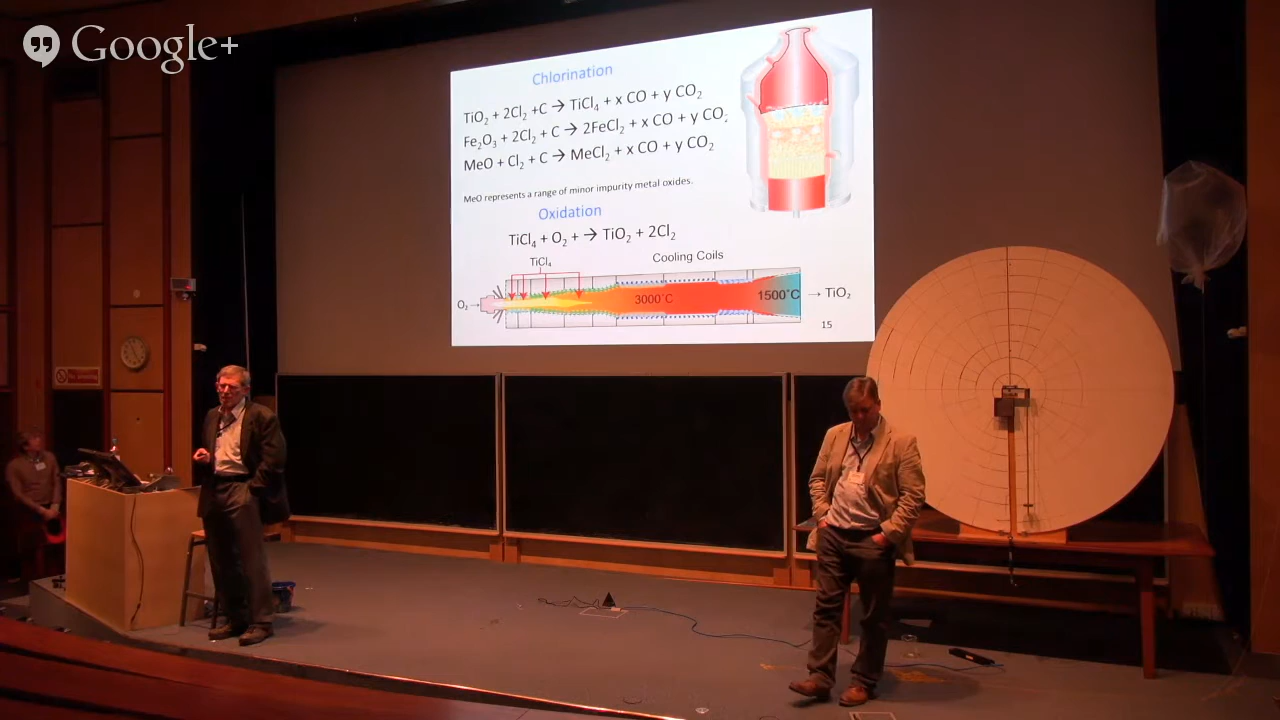 Google+
Chlorination
TiO₂ + 2Cl₂ +C → TiCl₄ + x CO + y CO₂
Fe₂O₃ + 2Cl₂ + C → 2FeCl₂ + x CO + y CO₂
MeO + Cl₂ + C → MeCl₂ + x CO + y CO₂
MeO represents a range of minor impurity metal oxides.
Oxidation
TiCl₄ + O₂ + → TiO₂ + 2Cl₂
TiCl₄
Cooling Coils
O₂ → 3000˚C 1500˚C → TiO₂
15